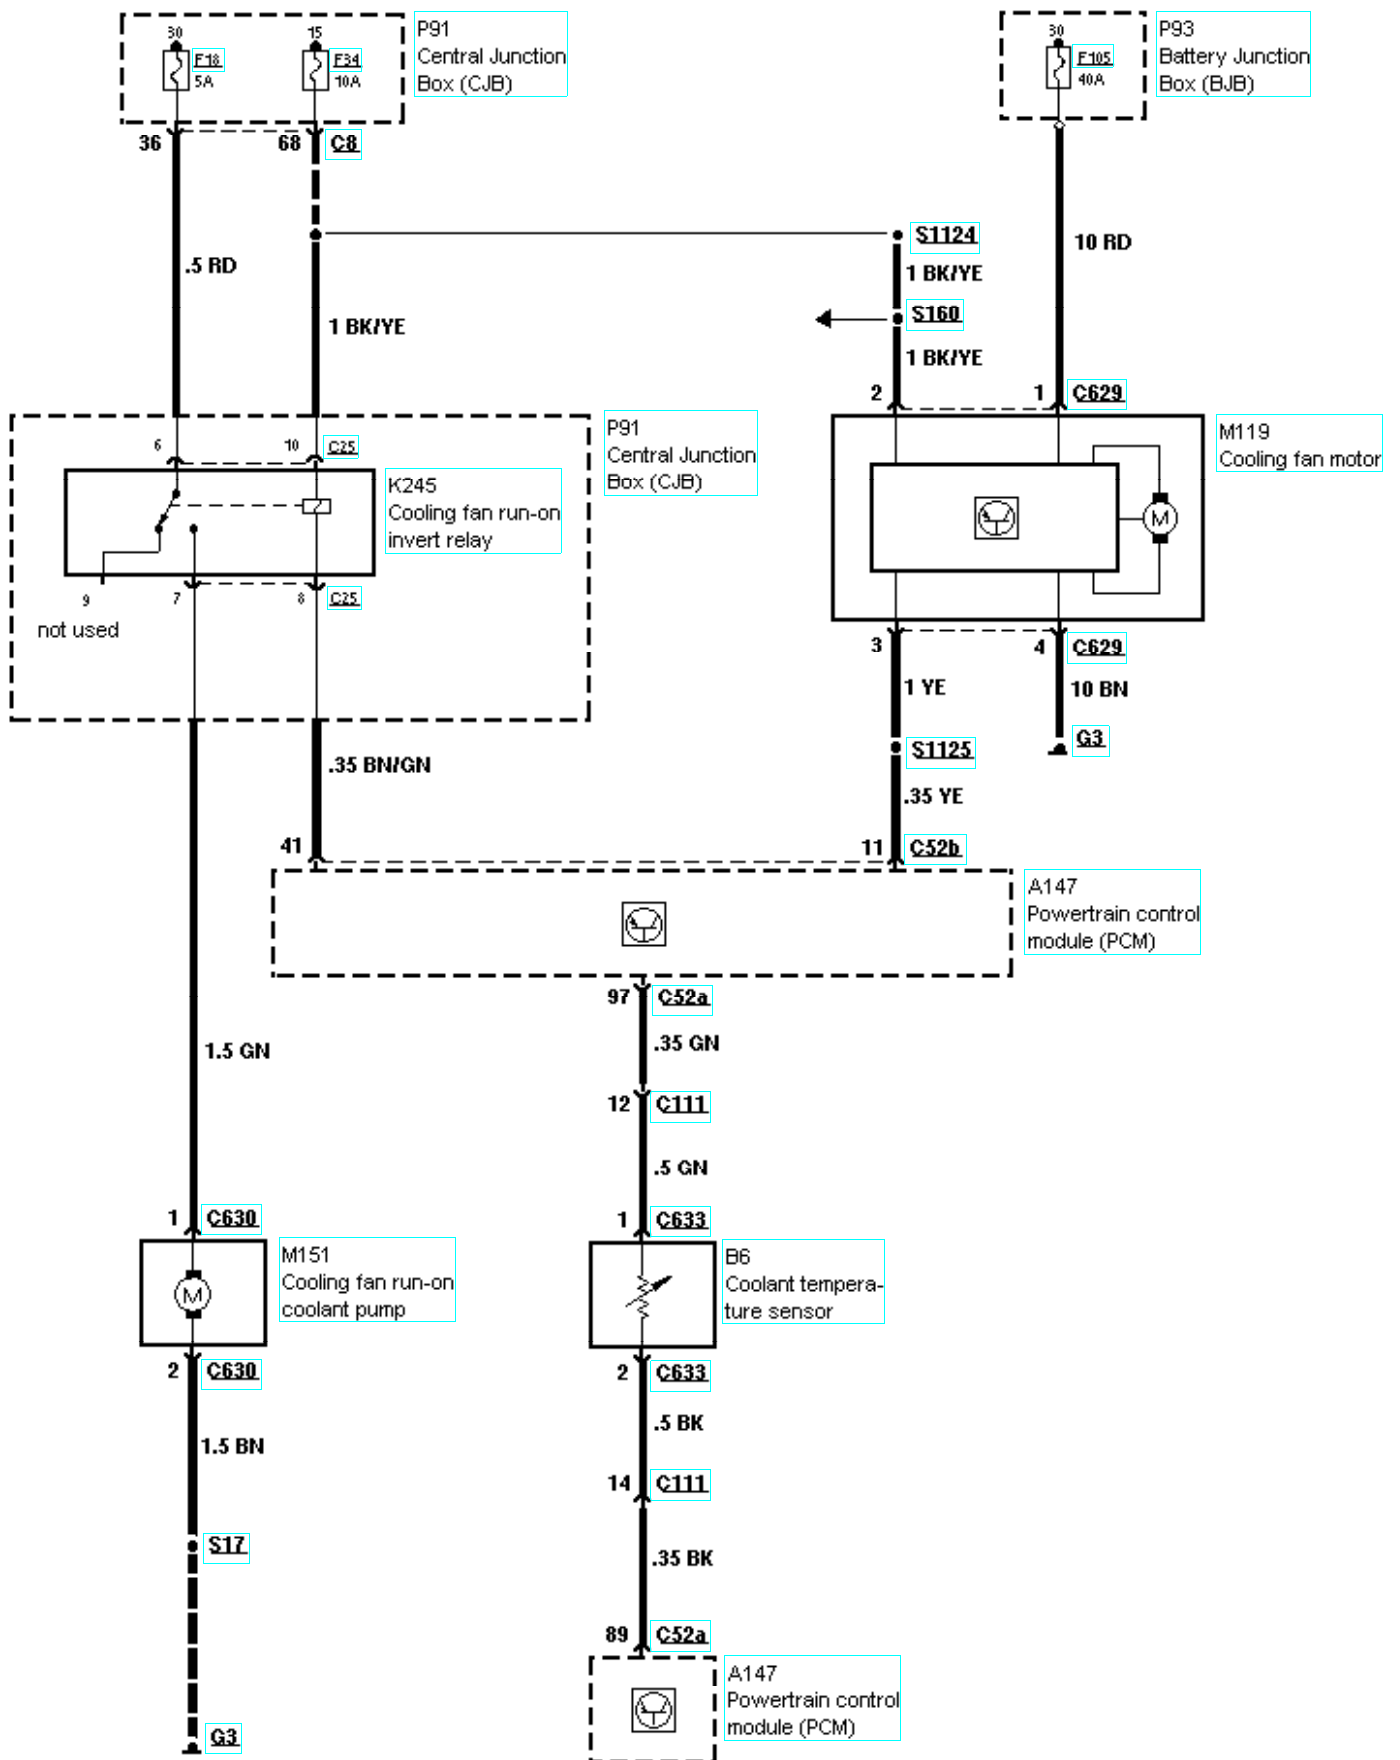 30
F18
5A
15
F34
10A
P91
Central Junction
Box (CJB)
30
F105
40A
P93
Battery Junction
Box (BJB)
36
68
C8
S1124
10 RD
.5 RD
1 BK/YE
S160
1 BK/YE
1 BK/YE
2
1
C629
P91
Central Junction
Box (CJB)
M119
Cooling fan motor
6
10
C25
K245
Cooling fan run-on
invert relay
M
9
7
8
C25
not used
3
4
C629
1 YE
10 BN
G3
S1125
.35 BN/GN
.35 YE
41
11
C52b
A147
Powertrain control
module (PCM)
97
C52a
.35 GN
1.5 GN
12
C111
.5 GN
1
C630
1
C633
M151
Cooling fan run-on
coolant pump
M
B6
Coolant tempera-
ture sensor
2
C630
2
C633
.5 BK
1.5 BN
14
C111
S17
.35 BK
89
C52a
A147
Powertrain control
module (PCM)
G3